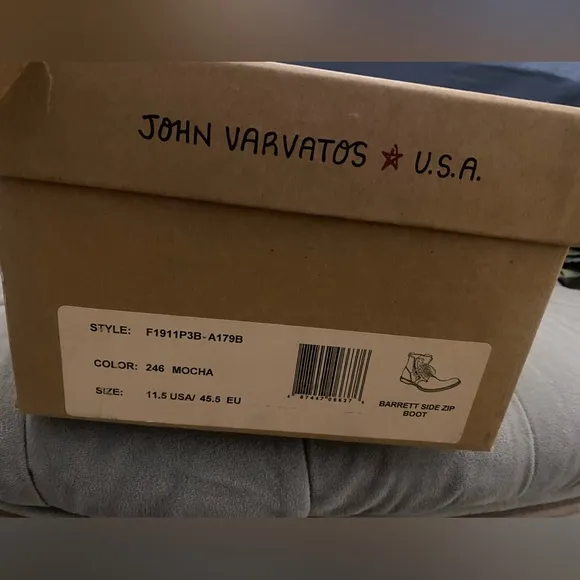 JOHN VARVATOS ★ U.S.A.
STYLE: F1911P3B-A179B
COLOR: 246 MOCHA
SIZE: 11.5 USA/ 45.5 EU
BARRETT SIDE ZIP
BOOT